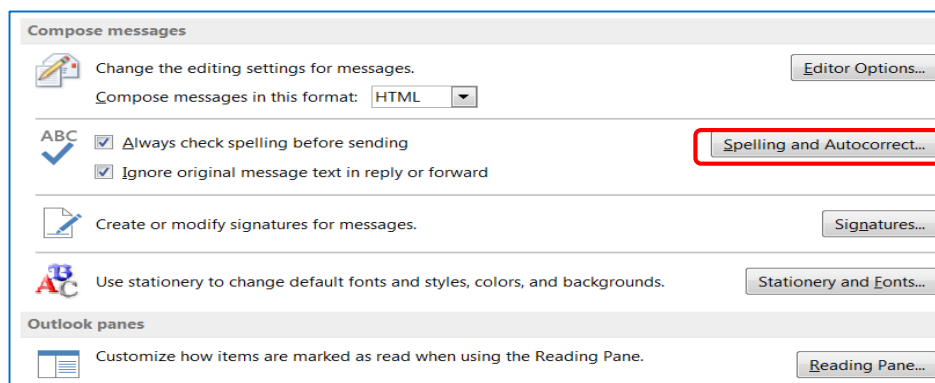 Compose messages
Change the editing settings for messages.
Editor Options...
Compose messages in this format: HTML
ABC
Always check spelling before sending
Spelling and Autocorrect...
Ignore original message text in reply or forward
Create or modify signatures for messages.
Signatures...
ABC
Use stationery to change default fonts and styles, colors, and backgrounds.
Stationery and Fonts...
Outlook panes
Customize how items are marked as read when using the Reading Pane.
Reading Pane...